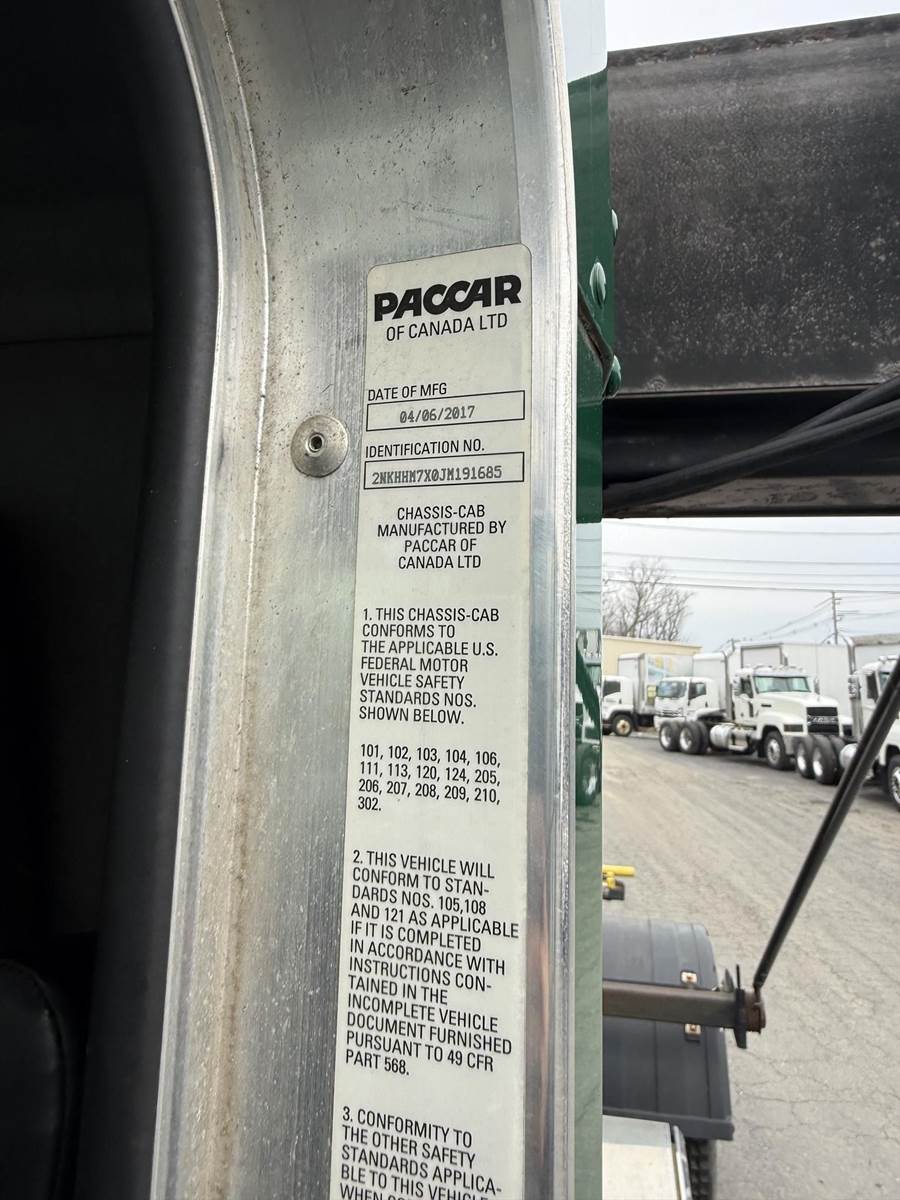 PACCAR
OF CANADA LTD
DATE OF MFG
04/06/2017
IDENTIFICATION NO.
2NKHHM7X0JM191685
CHASSIS-CAB
MANUFACTURED BY
PACCAR OF
CANADA LTD
1. THIS CHASSIS-CAB
CONFORMS TO
THE APPLICABLE U.S.
FEDERAL MOTOR
VEHICLE SAFETY
STANDARDS NOS.
SHOWN BELOW.
101, 102, 103, 104, 106,
111, 113, 120, 124, 205,
206, 207, 208, 209, 210,
302.
2. THIS VEHICLE WILL
CONFORM TO STAN-
DARDS NOS. 105,108
AND 121 AS APPLICABLE
IF IT IS COMPLETED
IN ACCORDANCE WITH
INSTRUCTIONS CON-
TAINED IN THE
INCOMPLETE VEHICLE
DOCUMENT FURNISHED
PURSUANT TO 49 CFR
PART 568.
3. CONFORMITY TO
THE OTHER SAFETY
STANDARDS APPLICA-
BLE TO THIS VEHICLE